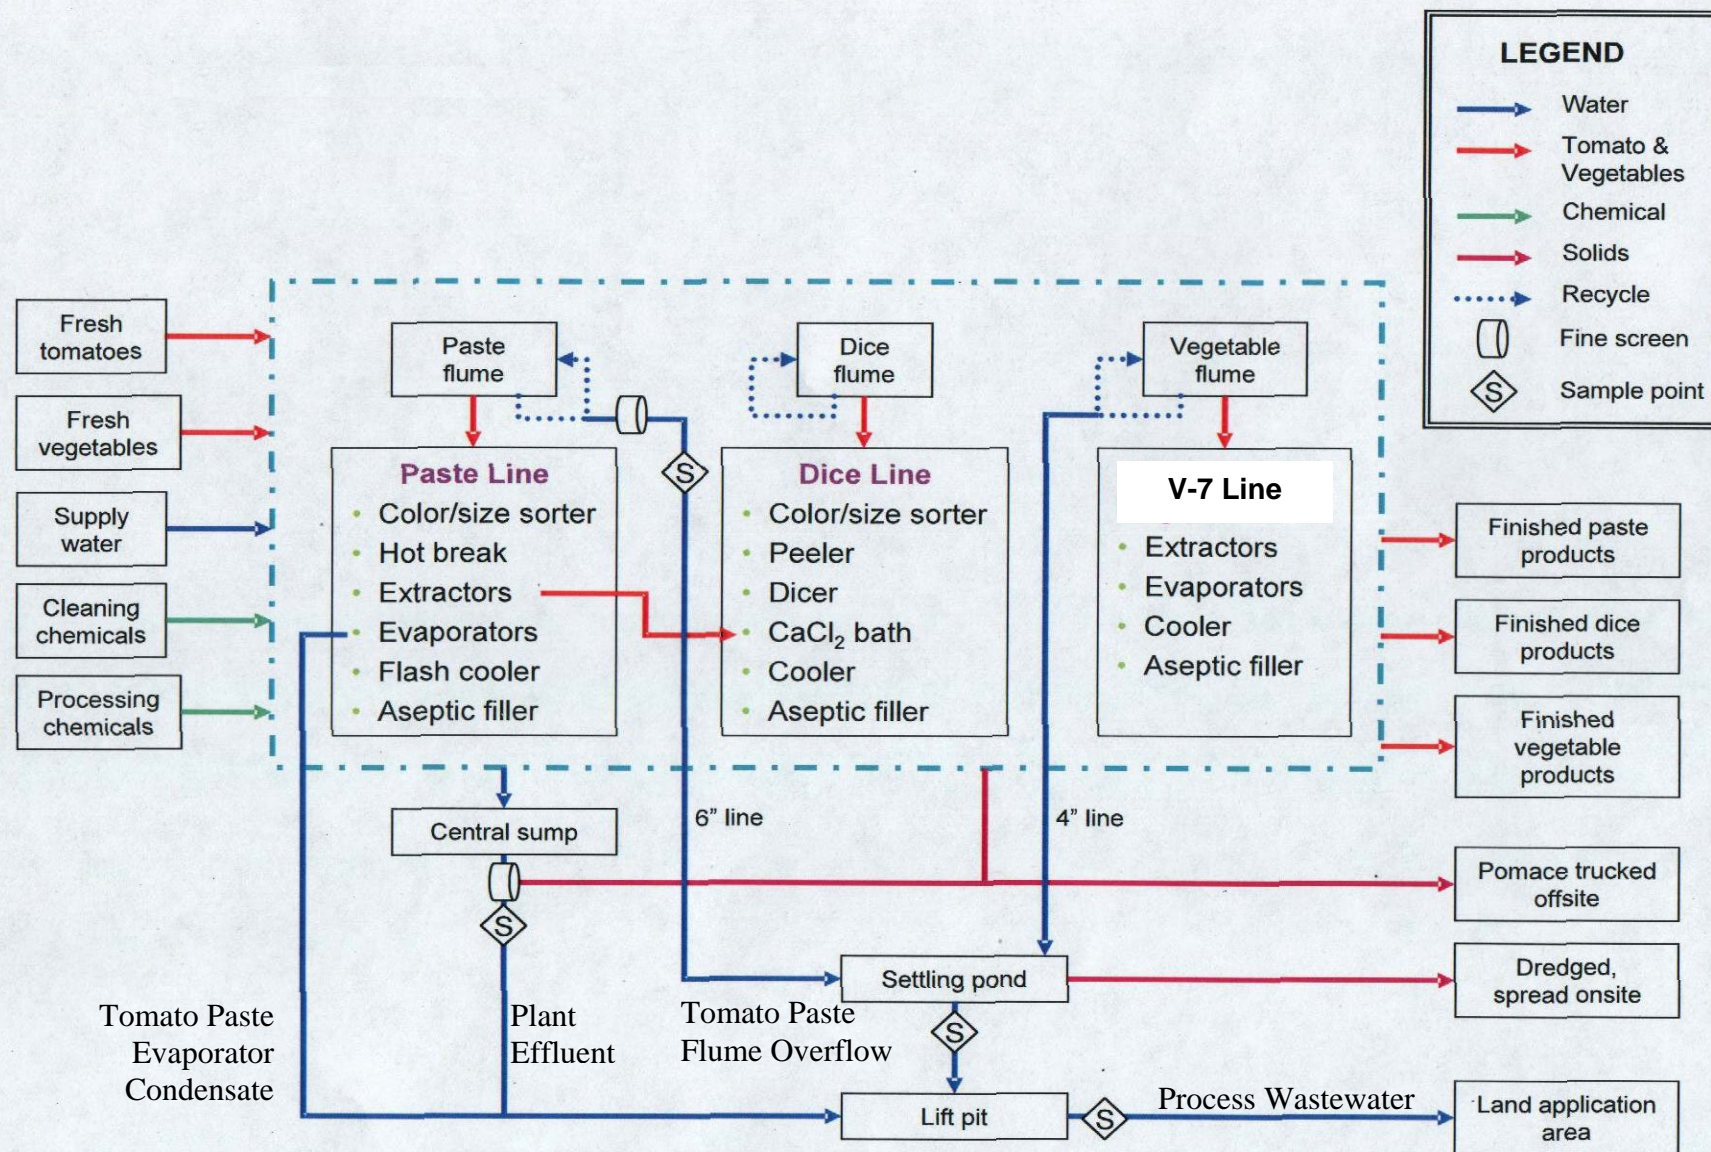 LEGEND
Water
Tomato &
Vegetables
Chemical
Solids
Recycle
Fine screen
S
Sample point
Fresh
tomatoes
Fresh
vegetables
Supply
water
Cleaning
chemicals
Processing
chemicals
Paste
flume
Dice
flume
Vegetable
flume
Paste Line
• Color/size sorter
• Hot break
• Extractors
• Evaporators
• Flash cooler
• Aseptic filler
S
Dice Line
• Color/size sorter
• Peeler
• Dicer
• CaCl₂ bath
• Cooler
• Aseptic filler
V-7 Line
• Extractors
• Evaporators
• Cooler
• Aseptic filler
Finished paste
products
Finished dice
products
Finished
vegetable
products
Central sump
6” line
4” line
S
Pomace trucked
offsite
Settling pond
Dredged,
spread onsite
Tomato Paste
Evaporator
Condensate
Plant
Effluent
Tomato Paste
Flume Overflow
S
Lift pit
S
Process Wastewater
Land application
area